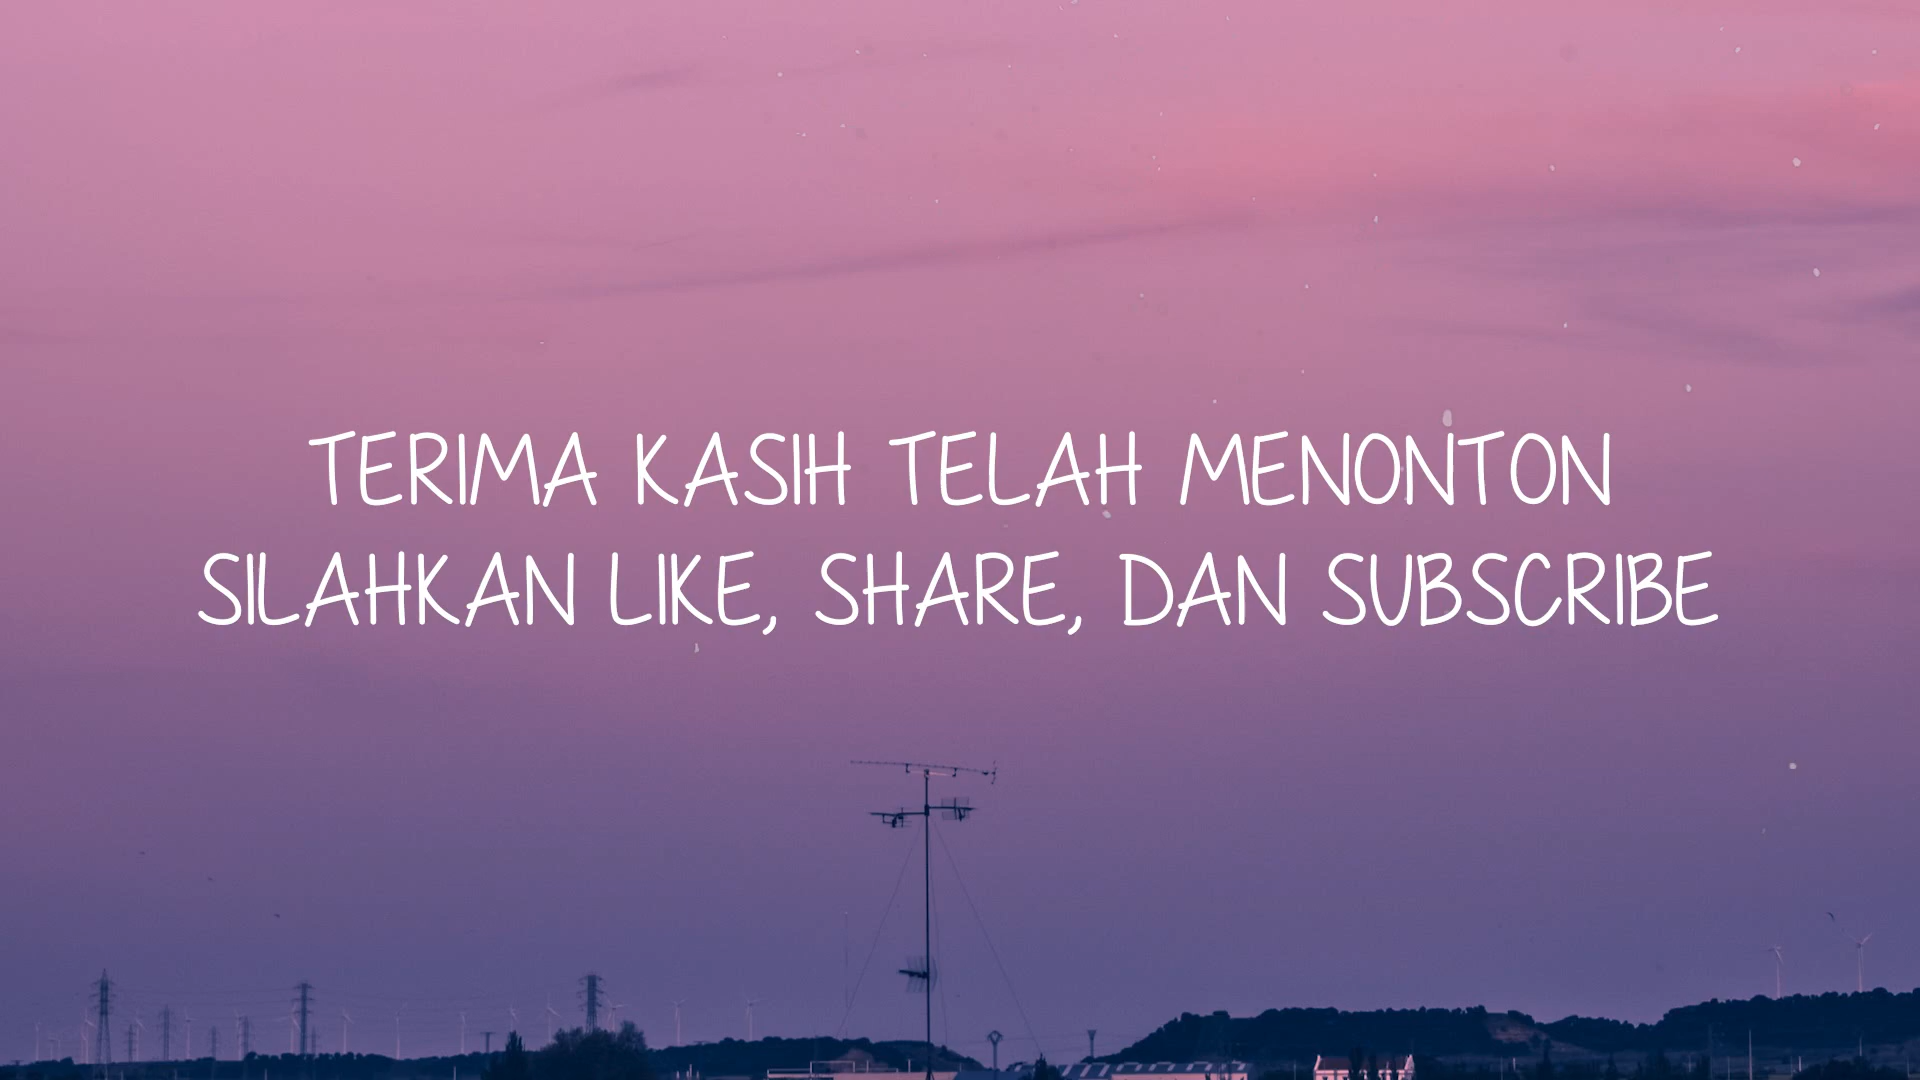 TERIMA KASIH TELAH MENONTON
SILAHKAN LIKE, SHARE, DAN SUBSCRIBE